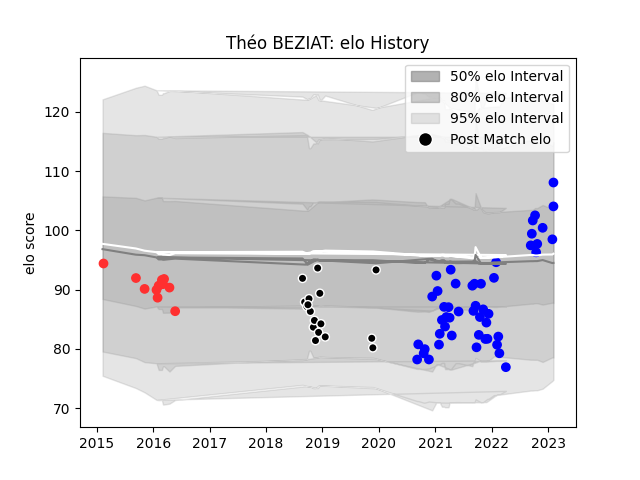 Théo BEZIAT: elo History
50% elo Interval
80% elo Interval
95% elo Interval
Post Match elo
elo score
120
110
100
90
80
70
2015 2016 2017 2018 2019 2020 2021 2022 2023